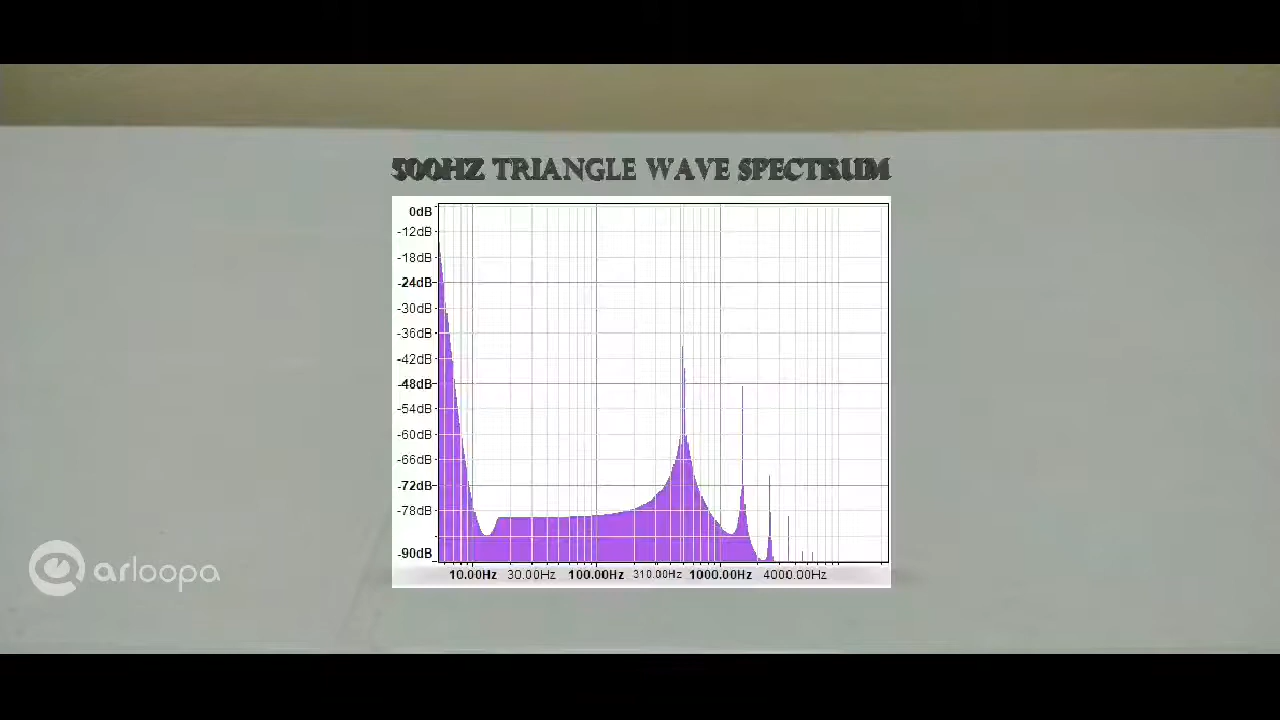 500HZ TRIANGLE WAVE SPECTRUM
0dB
-12dB
-18dB
-24dB
-30dB
-36dB
-42dB
-48dB
-54dB
-60dB
-66dB
-72dB
-78dB
-90dB
10.00Hz 30.00Hz 100.00Hz 310.00Hz 1000.00Hz 4000.00Hz
arloopa